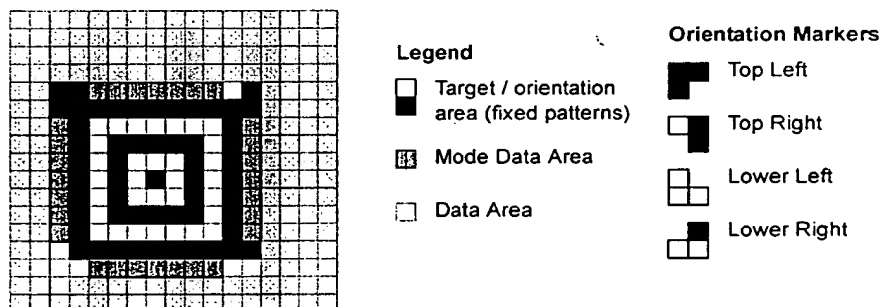 Legend
Target / orientation
area (fixed patterns)
Mode Data Area
Data Area
Orientation Markers
Top Left
Top Right
Lower Left
Lower Right